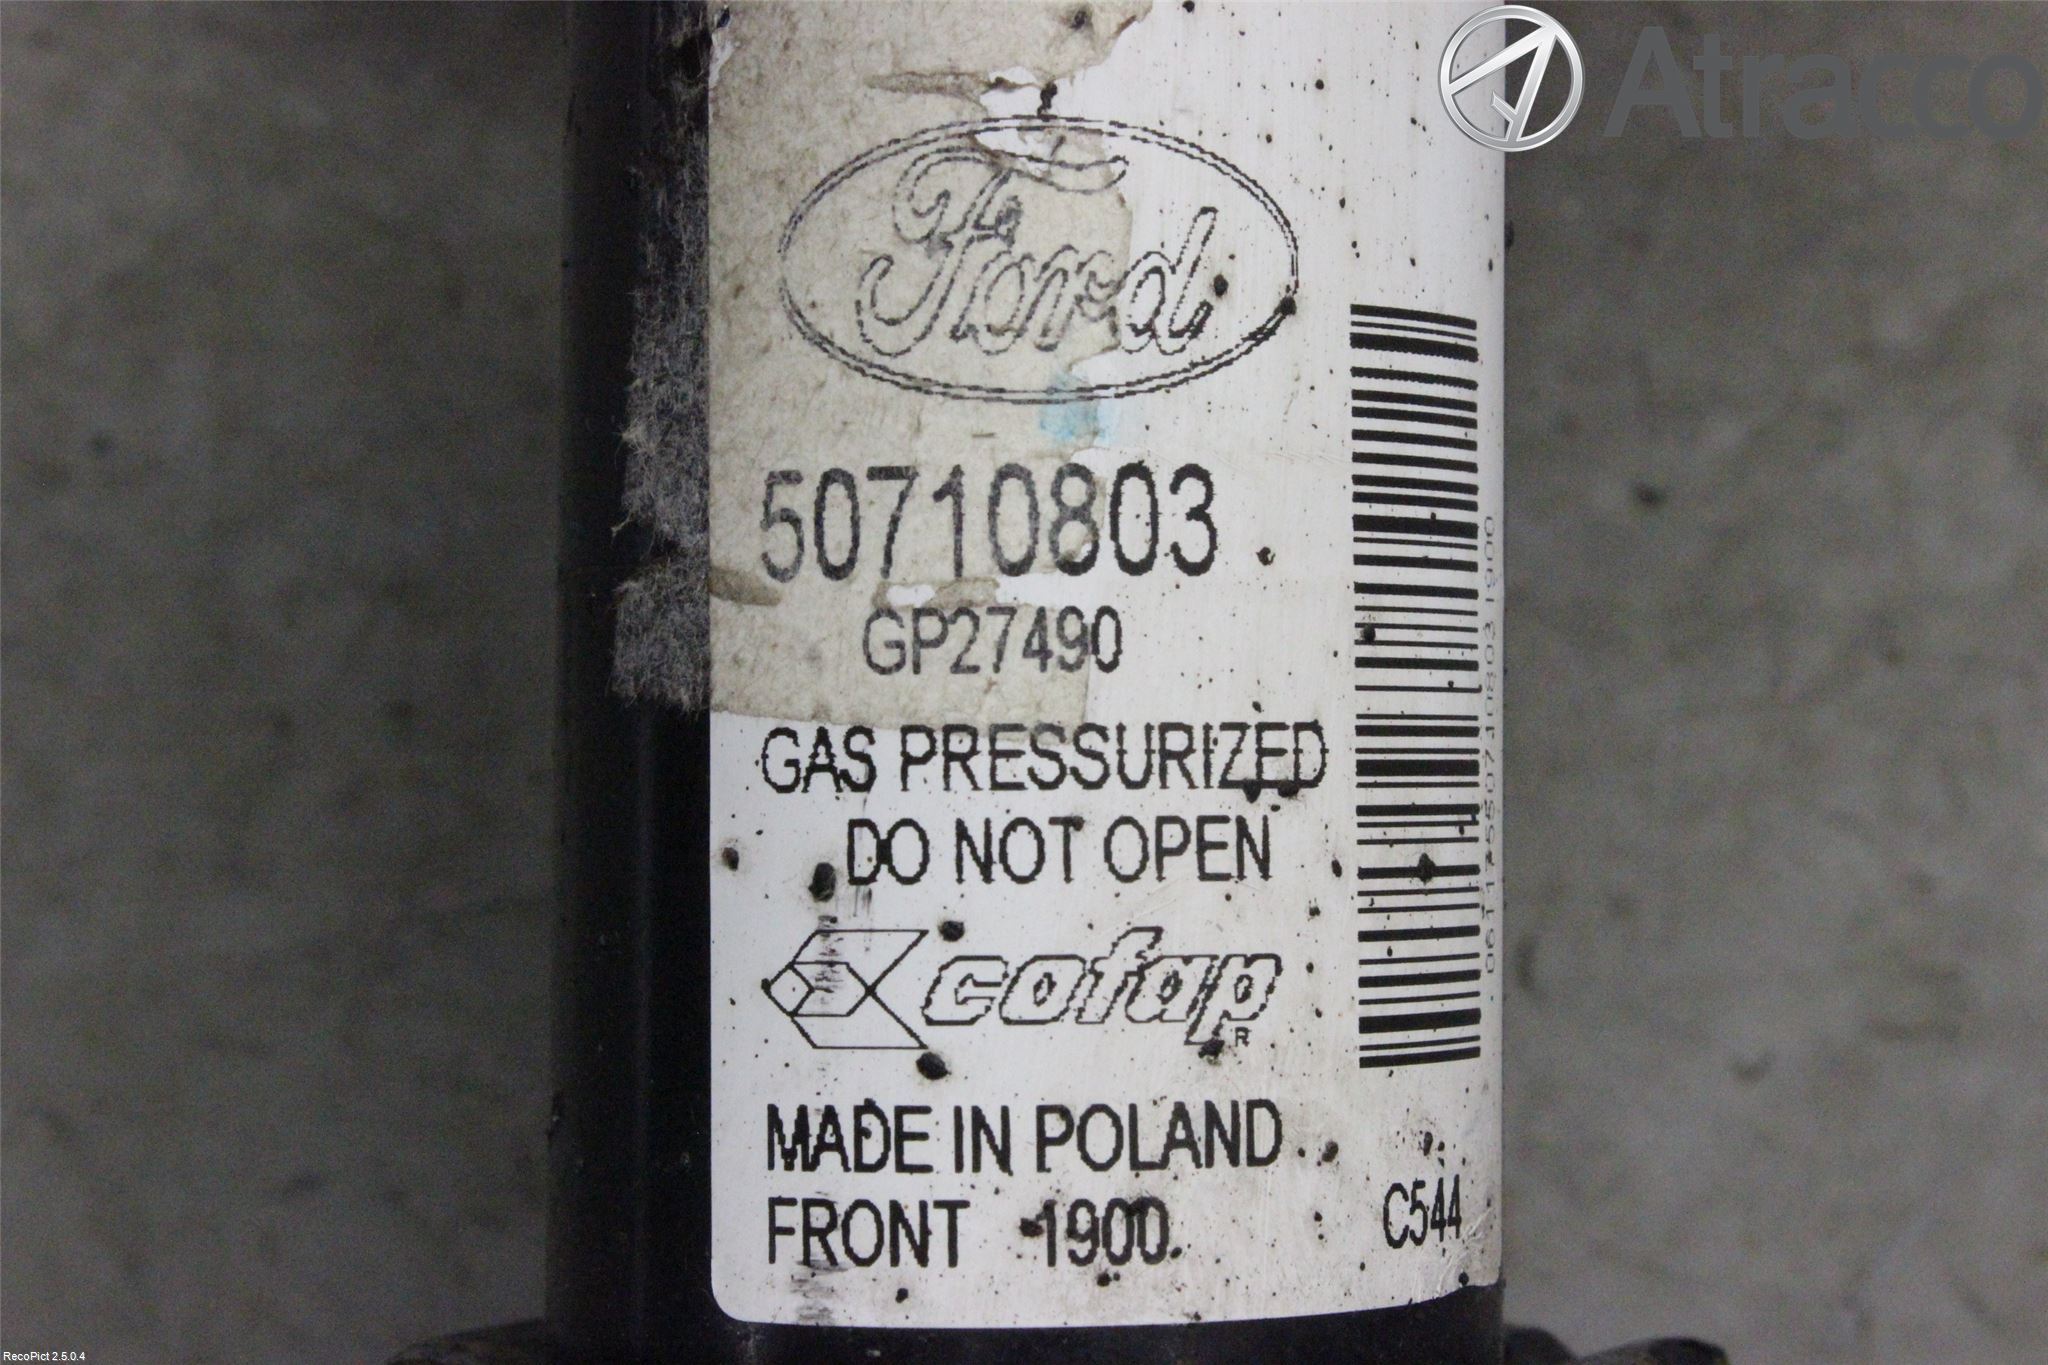 Atracco
Ford
50710803
GP27490
GAS PRESSURIZED
DO NOT OPEN
cofap
R
MADE IN POLAND
FRONT 1900
C544
RecoPict 2.5.0.4